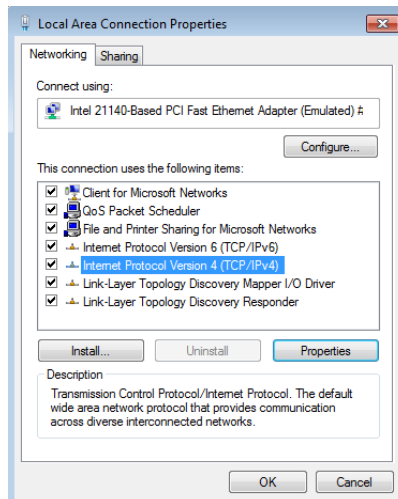 Local Area Connection Properties
Networking
Sharing
Connect using:
Intel 21140-Based PCI Fast Ethernet Adapter (Emulated) #
Configure...
This connection uses the following items:
Client for Microsoft Networks
QoS Packet Scheduler
File and Printer Sharing for Microsoft Networks
Internet Protocol Version 6 (TCP/IPv6)
Internet Protocol Version 4 (TCP/IPv4)
Link-Layer Topology Discovery Mapper I/O Driver
Link-Layer Topology Discovery Responder
Install...
Uninstall
Properties
Description
Transmission Control Protocol/Internet Protocol. The default
wide area network protocol that provides communication
across diverse interconnected networks.
OK
Cancel